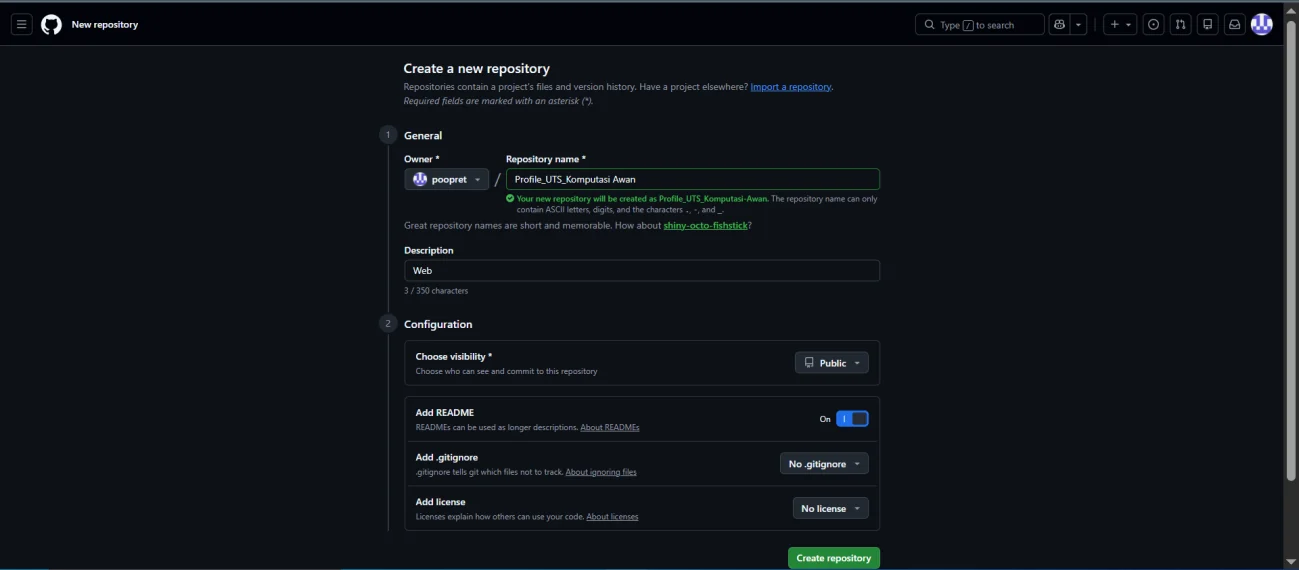 New repository
Type / to search
Create a new repository
Repositories contain a project's files and version history. Have a project elsewhere? Import a repository.
Required fields are marked with an asterisk (*).
1 General
Owner * Repository name *
poopret / Profile_UTS_Komputasi Awan
Your new repository will be created as Profile_UTS_Komputasi-Awan. The repository name can only
contain ASCII letters, digits, and the characters ., -, and _.
Great repository names are short and memorable. How about shiny-octo-fishstick?
Description
Web
3 / 350 characters
2 Configuration
Choose visibility *
Choose who can see and commit to this repository
Public
Add README
READMEs can be used as longer descriptions. About READMEs
On
Add .gitignore
.gitignore tells git which files not to track. About ignoring files
No .gitignore
Add license
Licenses explain how others can use your code. About licenses
No license
Create repository